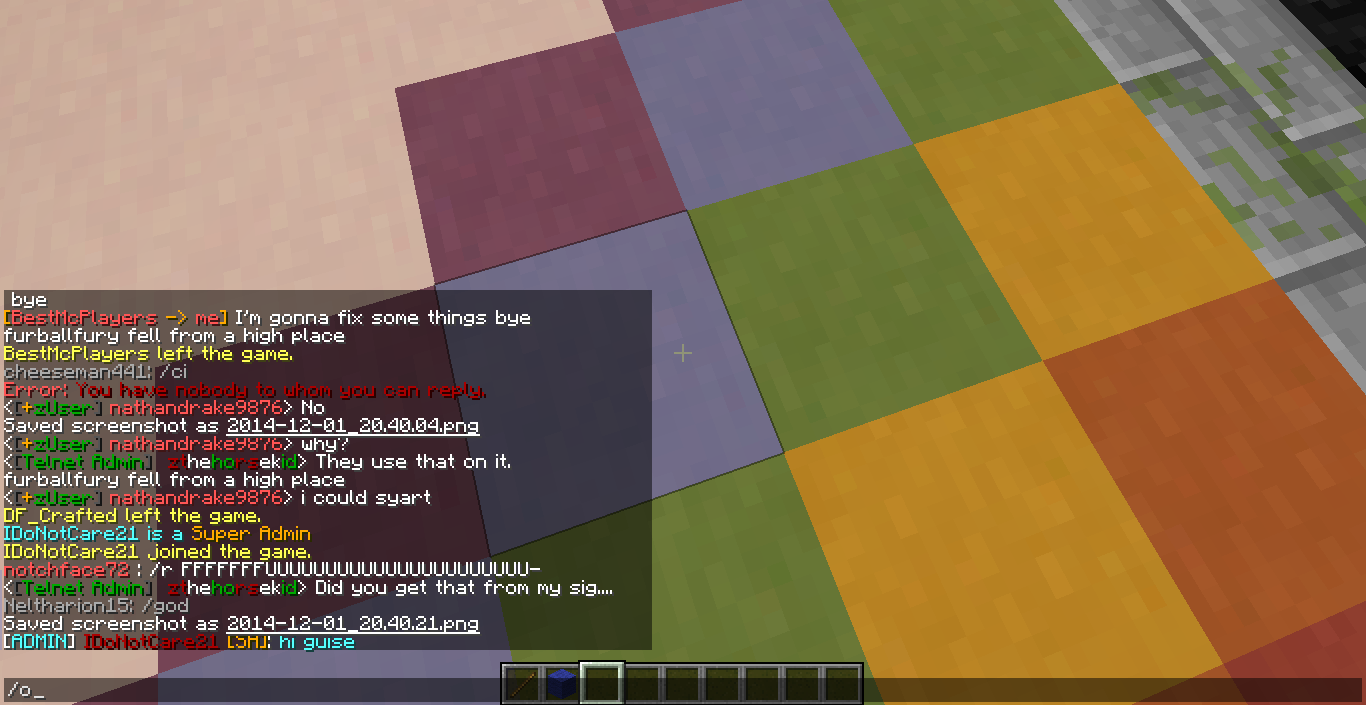 bye
[BestMcPlayers -> me] I'm gonna fix some things bye
furballfury fell from a high place
BestMcPlayers left the game.
cheeseman441: /ci
Error: You have nobody to whom you can reply.
<[+zUser] nathandrake9876> No
Saved screenshot as 2014-12-01_20.40.04.png
<[+zUser] nathandrake9876> why?
<[Telnet Admin] zthehorsekid> They use that on it.
furballfury fell from a high place
<[+zUser] nathandrake9876> i could syart
DF_Crafted left the game.
IDoNotCare21 is a Super Admin
IDoNotCare21 joined the game.
notchface72 : /r FFFFFFFUUUUUUUUUUUUUUUUUUUUUUU-
<[Telnet Admin] zthehorsekid> Did you get that from my sig....
Neltharion15: /god
Saved screenshot as 2014-12-01_20.40.21.png
[ADMIN] IDoNotCare21 [SA]: hi guise
/o_